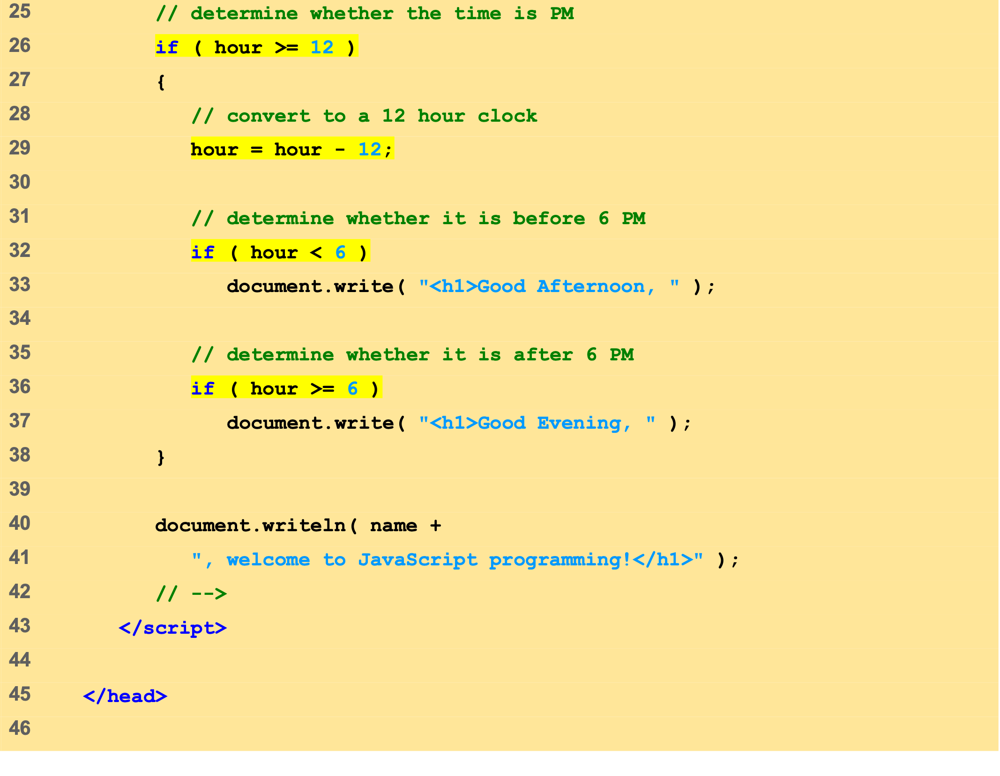 25 // determine whether the time is PM
26 if ( hour >= 12 )
27 {
28 // convert to a 12 hour clock
29 hour = hour - 12;
30
31 // determine whether it is before 6 PM
32 if ( hour < 6 )
33 document.write( "<h1>Good Afternoon, " );
34
35 // determine whether it is after 6 PM
36 if ( hour >= 6 )
37 document.write( "<h1>Good Evening, " );
38 }
39
40 document.writeln( name +
41 ", welcome to JavaScript programming!</h1>" );
42 // -->
43 </script>
44
45 </head>
46